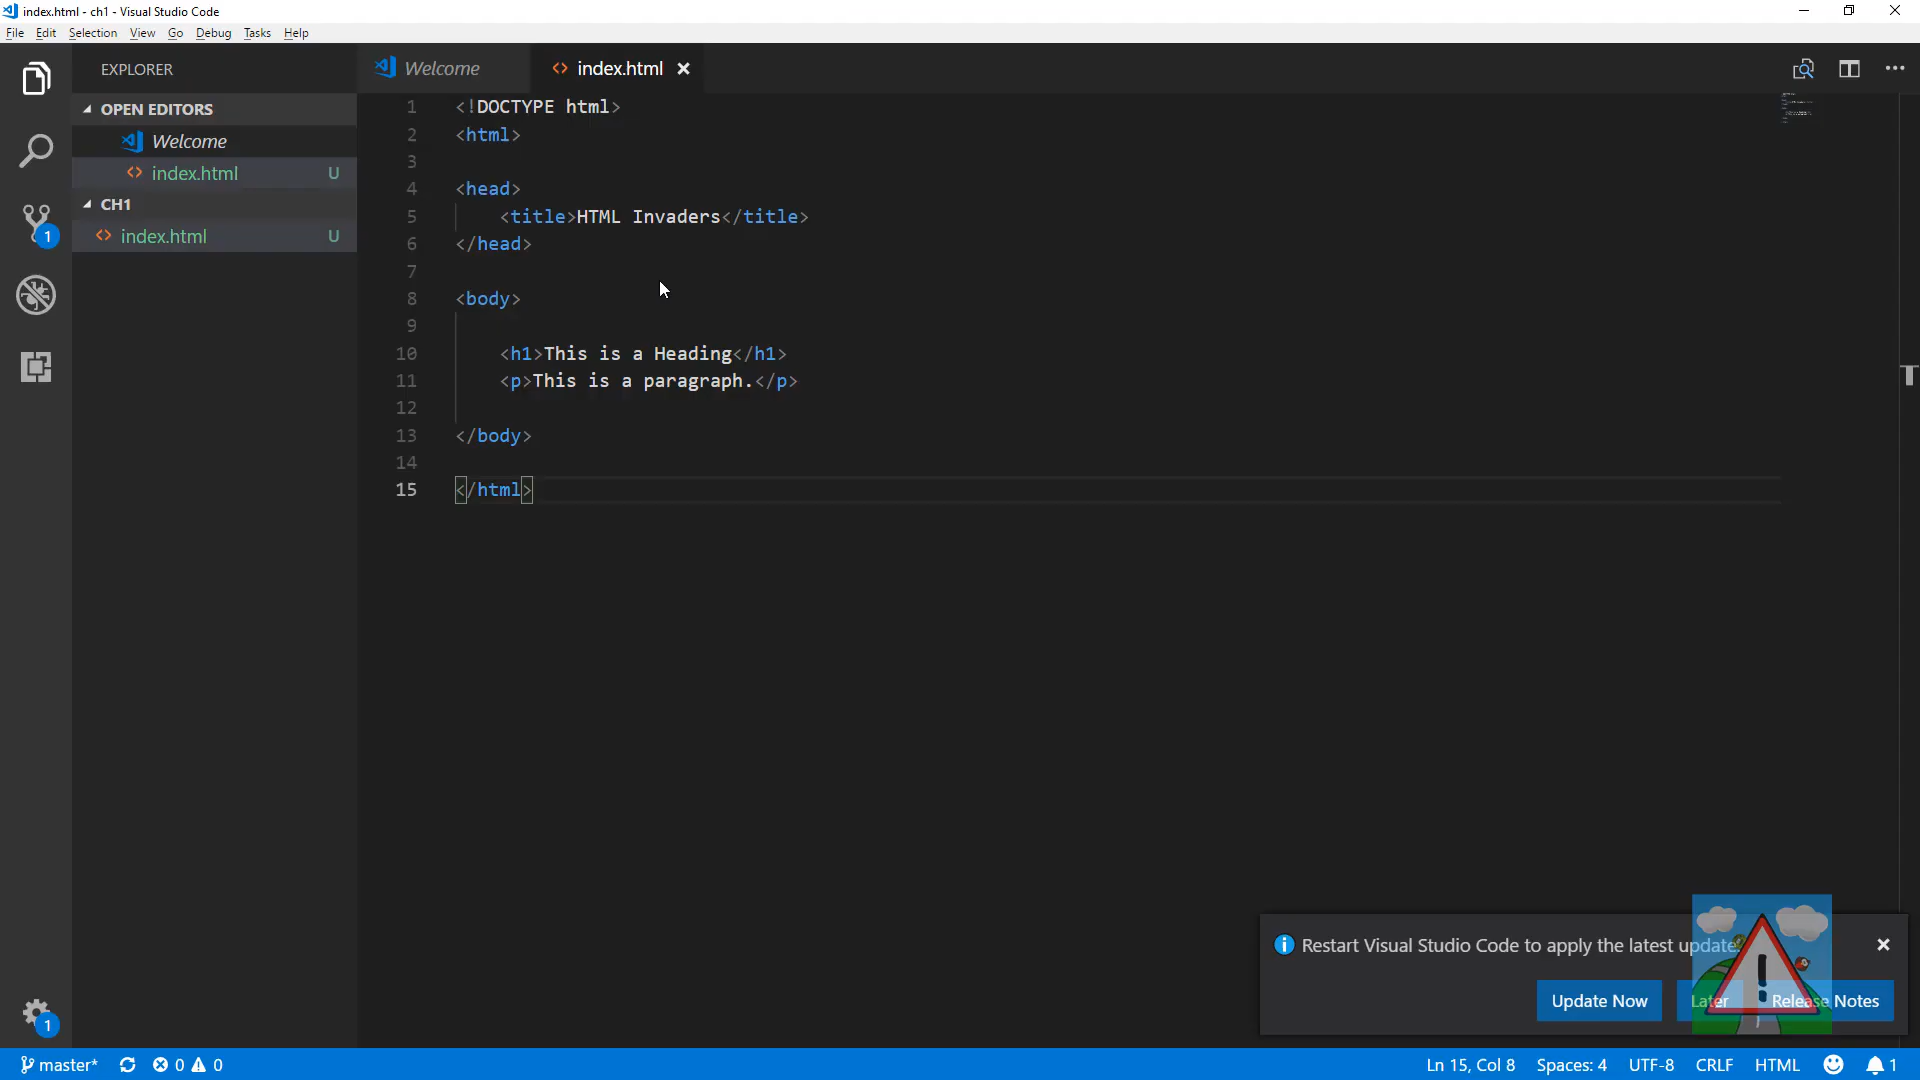 index.html - ch1 - Visual Studio Code
File Edit Selection View Go Debug Tasks Help
EXPLORER
OPEN EDITORS
Welcome
index.html U
CH1
index.html U
1
1
Welcome index.html
1 <!DOCTYPE html>
2 <html>
3
4 <head>
5 <title>HTML Invaders</title>
6 </head>
7
8 <body>
9
10 <h1>This is a Heading</h1>
11 <p>This is a paragraph.</p>
12
13 </body>
14
15 </html>
Restart Visual Studio Code to apply the latest update.
Update Now Later Release Notes
master* 0 0 Ln 15, Col 8 Spaces: 4 UTF-8 CRLF HTML 1